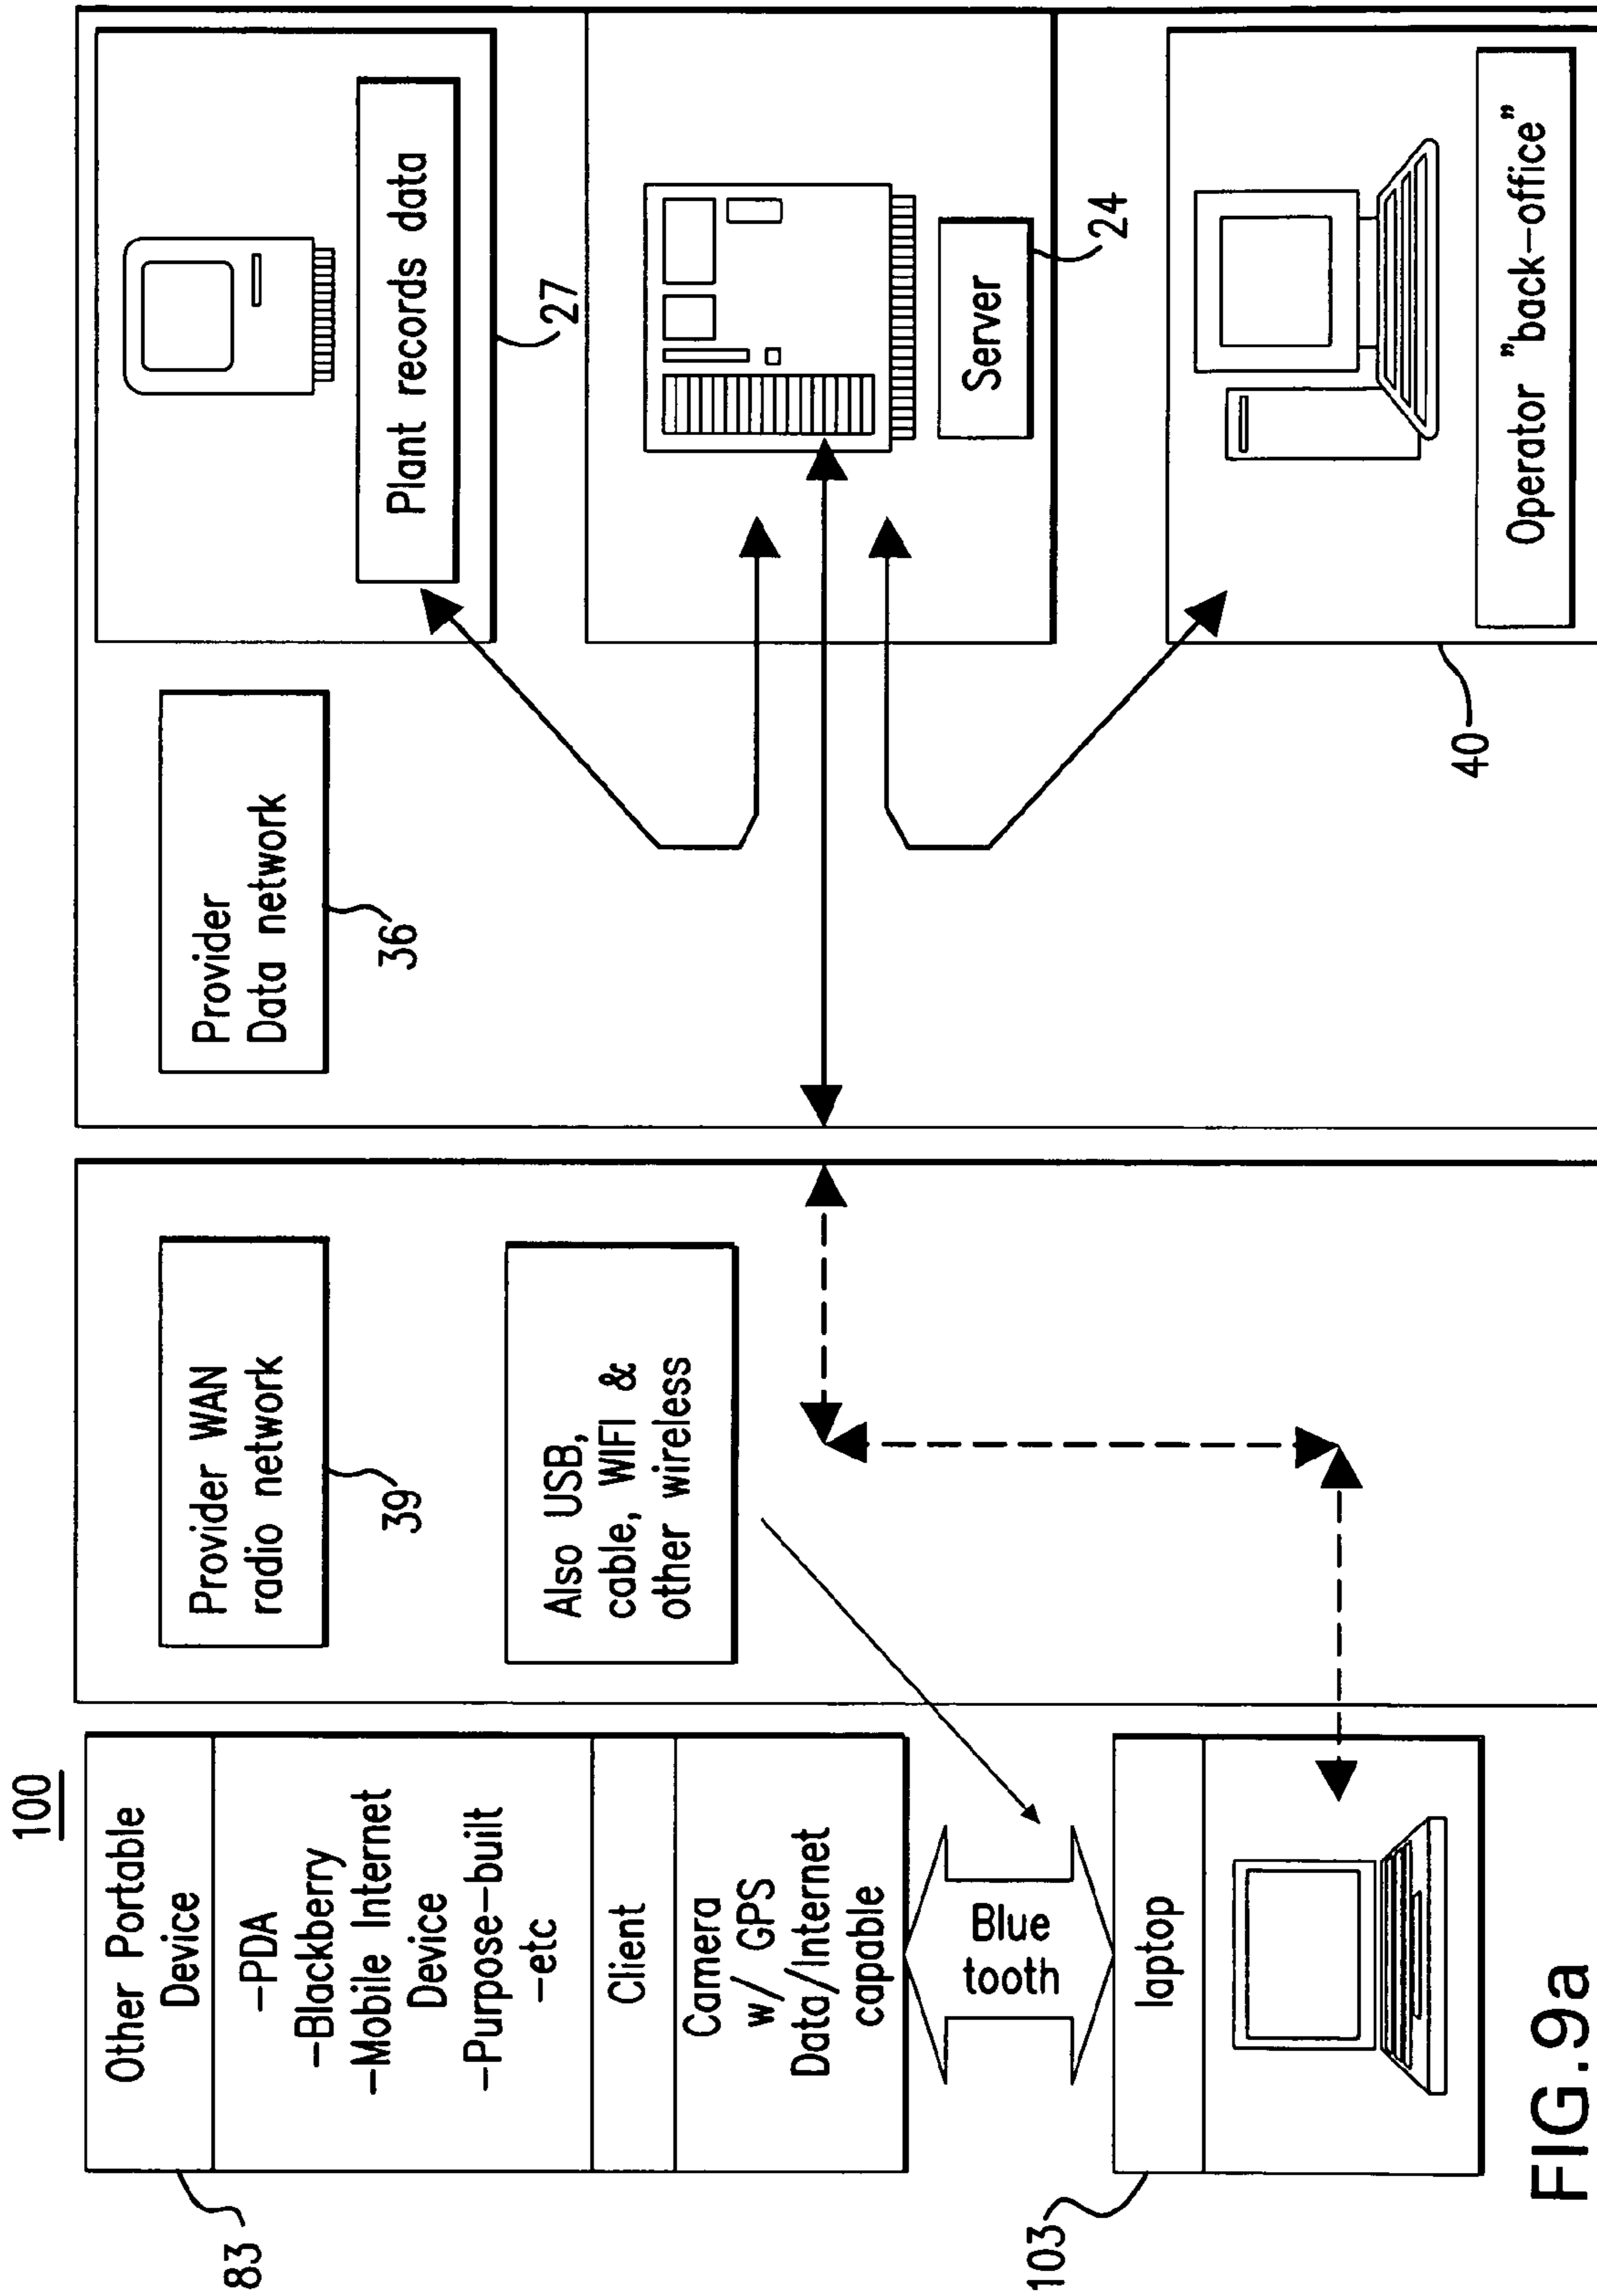 100
Other Portable
Device
–PDA
–Blackberry
–Mobile Internet
Device
–Purpose–built
–etc
Client
Camera
w/ GPS
Data/Internet
capable
83
Blue
tooth
laptop
103
Provider WAN
radio network
39
Also USB,
cable, WIFI &
other wireless
Provider
Data network
36
Plant records data
27
Server
24
Operator "back–office"
40
FIG.9a